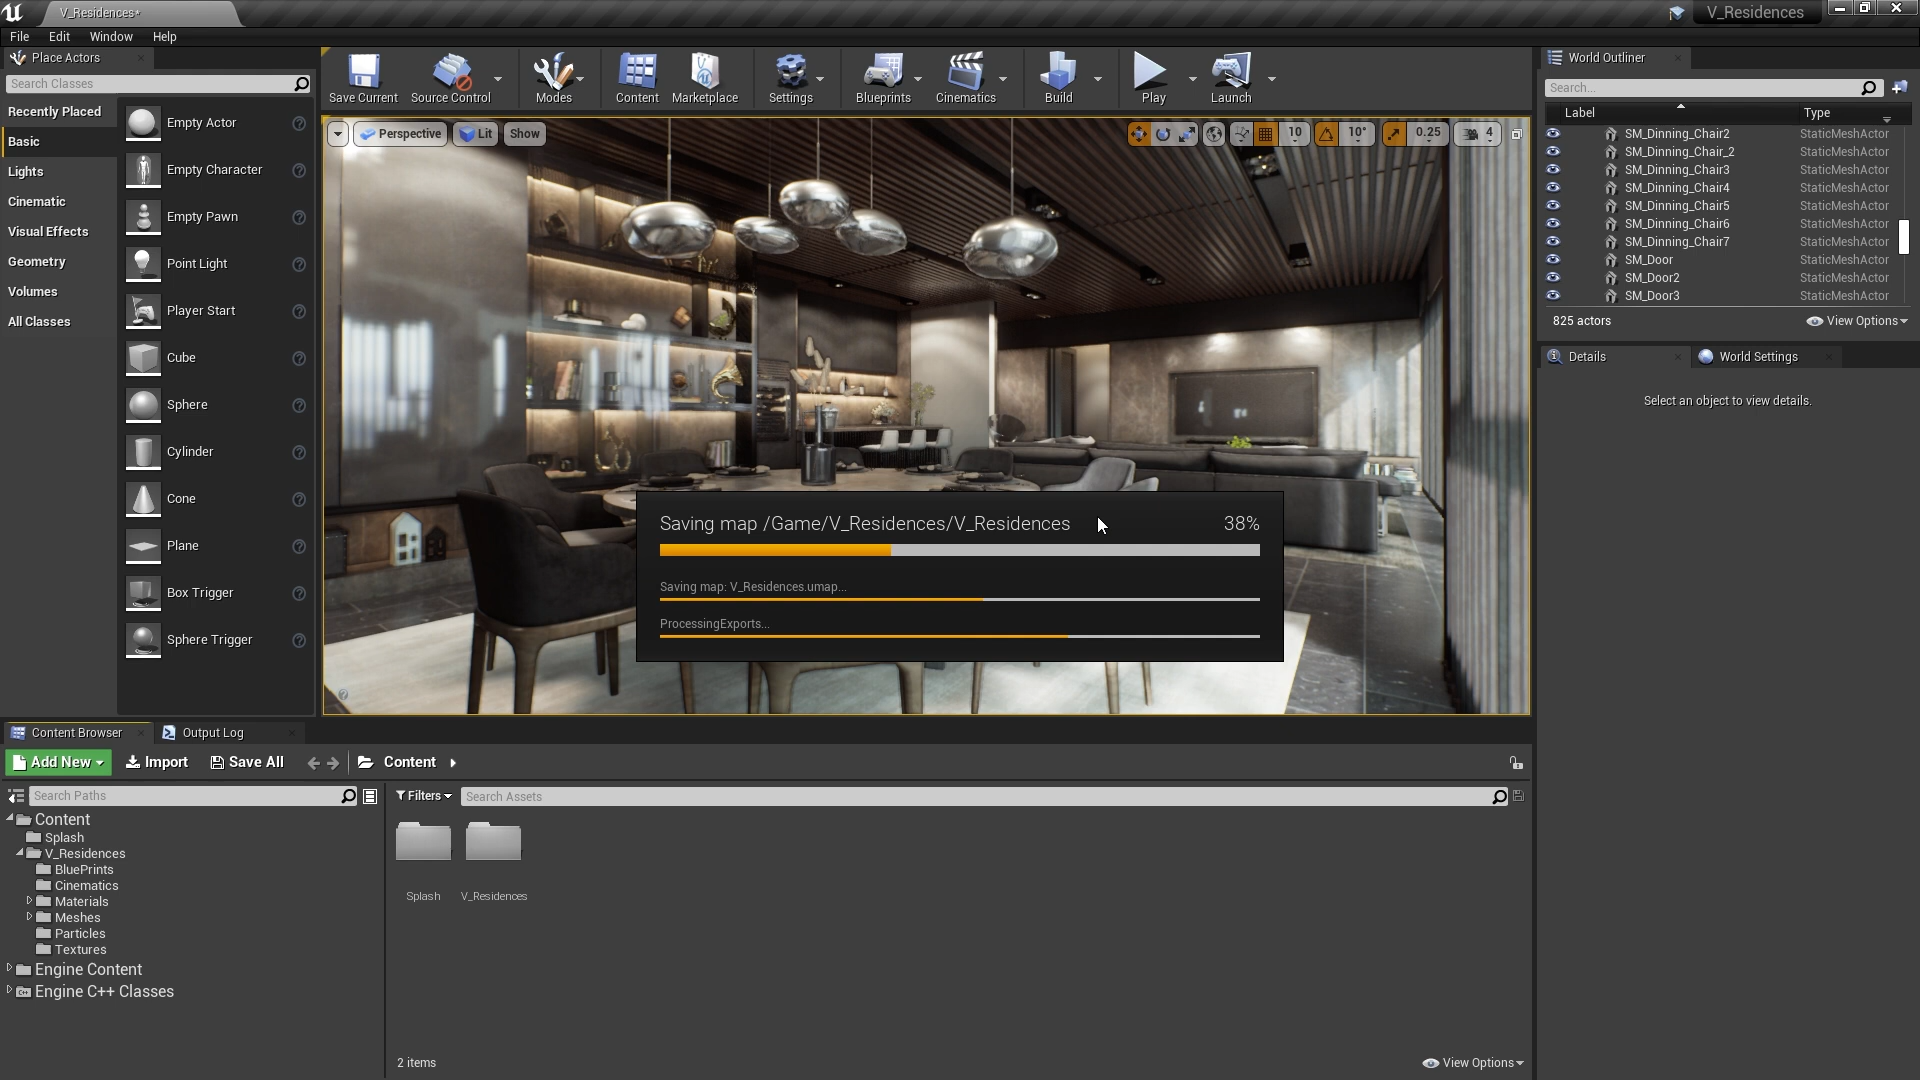 V_Residences*
V_Residences
File Edit Window Help
Place Actors
Search Classes
Recently Placed
Basic
Lights
Cinematic
Visual Effects
Geometry
Volumes
All Classes
Empty Actor
Empty Character
Empty Pawn
Point Light
Player Start
Cube
Sphere
Cylinder
Cone
Plane
Box Trigger
Sphere Trigger
Save Current Source Control Modes Content Marketplace Settings Blueprints Cinematics Build Play Launch
Perspective Lit Show
10 10° 0.25 4
Saving map /Game/V_Residences/V_Residences 38%
Saving map: V_Residences.umap...
ProcessingExports...
World Outliner
Search...
Label Type
SM_Dinning_Chair2 StaticMeshActor
SM_Dinning_Chair_2 StaticMeshActor
SM_Dinning_Chair3 StaticMeshActor
SM_Dinning_Chair4 StaticMeshActor
SM_Dinning_Chair5 StaticMeshActor
SM_Dinning_Chair6 StaticMeshActor
SM_Dinning_Chair7 StaticMeshActor
SM_Door StaticMeshActor
SM_Door2 StaticMeshActor
SM_Door3 StaticMeshActor
825 actors View Options
Details World Settings
Select an object to view details.
Content Browser Output Log
Add New Import Save All Content
Search Paths
Content
Splash
V_Residences
BluePrints
Cinematics
Materials
Meshes
Particles
Textures
Engine Content
Engine C++ Classes
Filters Search Assets
Splash V_Residences
2 items View Options